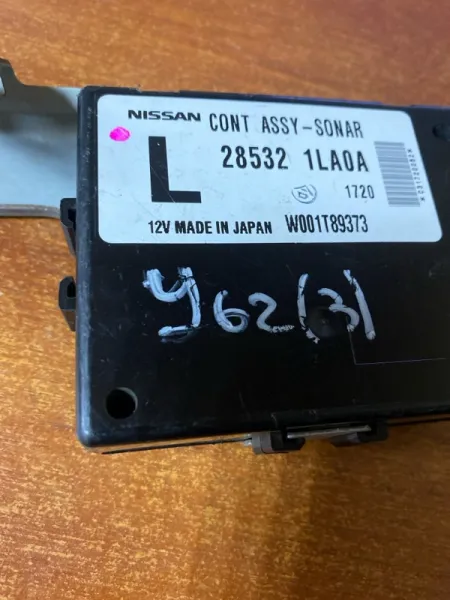 NISSAN CONT ASSY-SONAR
L 28532 1LA0A
1720
12V MADE IN JAPAN W001T89373
Y62(3)